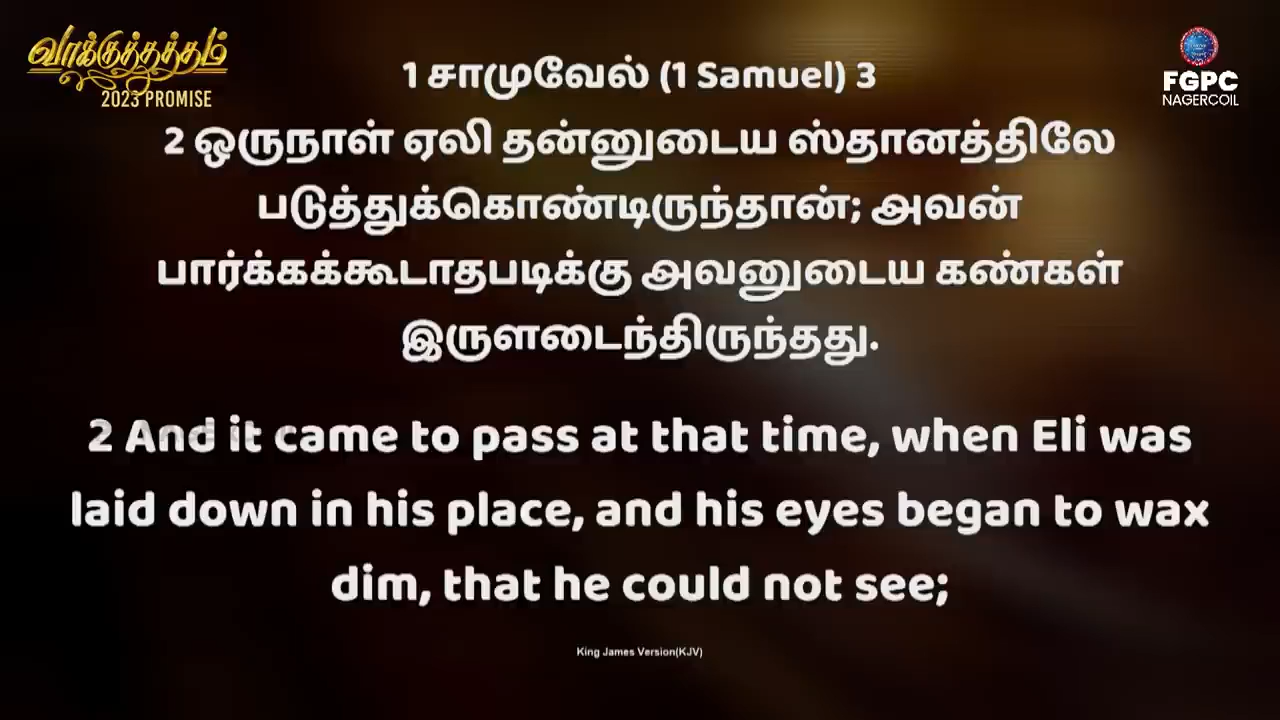 வாக்குத்தத்தம்
2023 PROMISE
FGPC
NAGERCOIL
1 சாமுவேல் (1 Samuel) 3
2 ஒருநாள் ஏலி தன்னுடைய ஸ்தானத்திலே
படுத்துக்கொண்டிருந்தான்; அவன்
பார்க்கக்கூடாதபடிக்கு அவனுடைய கண்கள்
இருளடைந்திருந்தது.
2 And it came to pass at that time, when Eli was
laid down in his place, and his eyes began to wax
dim, that he could not see;
King James Version(KJV)